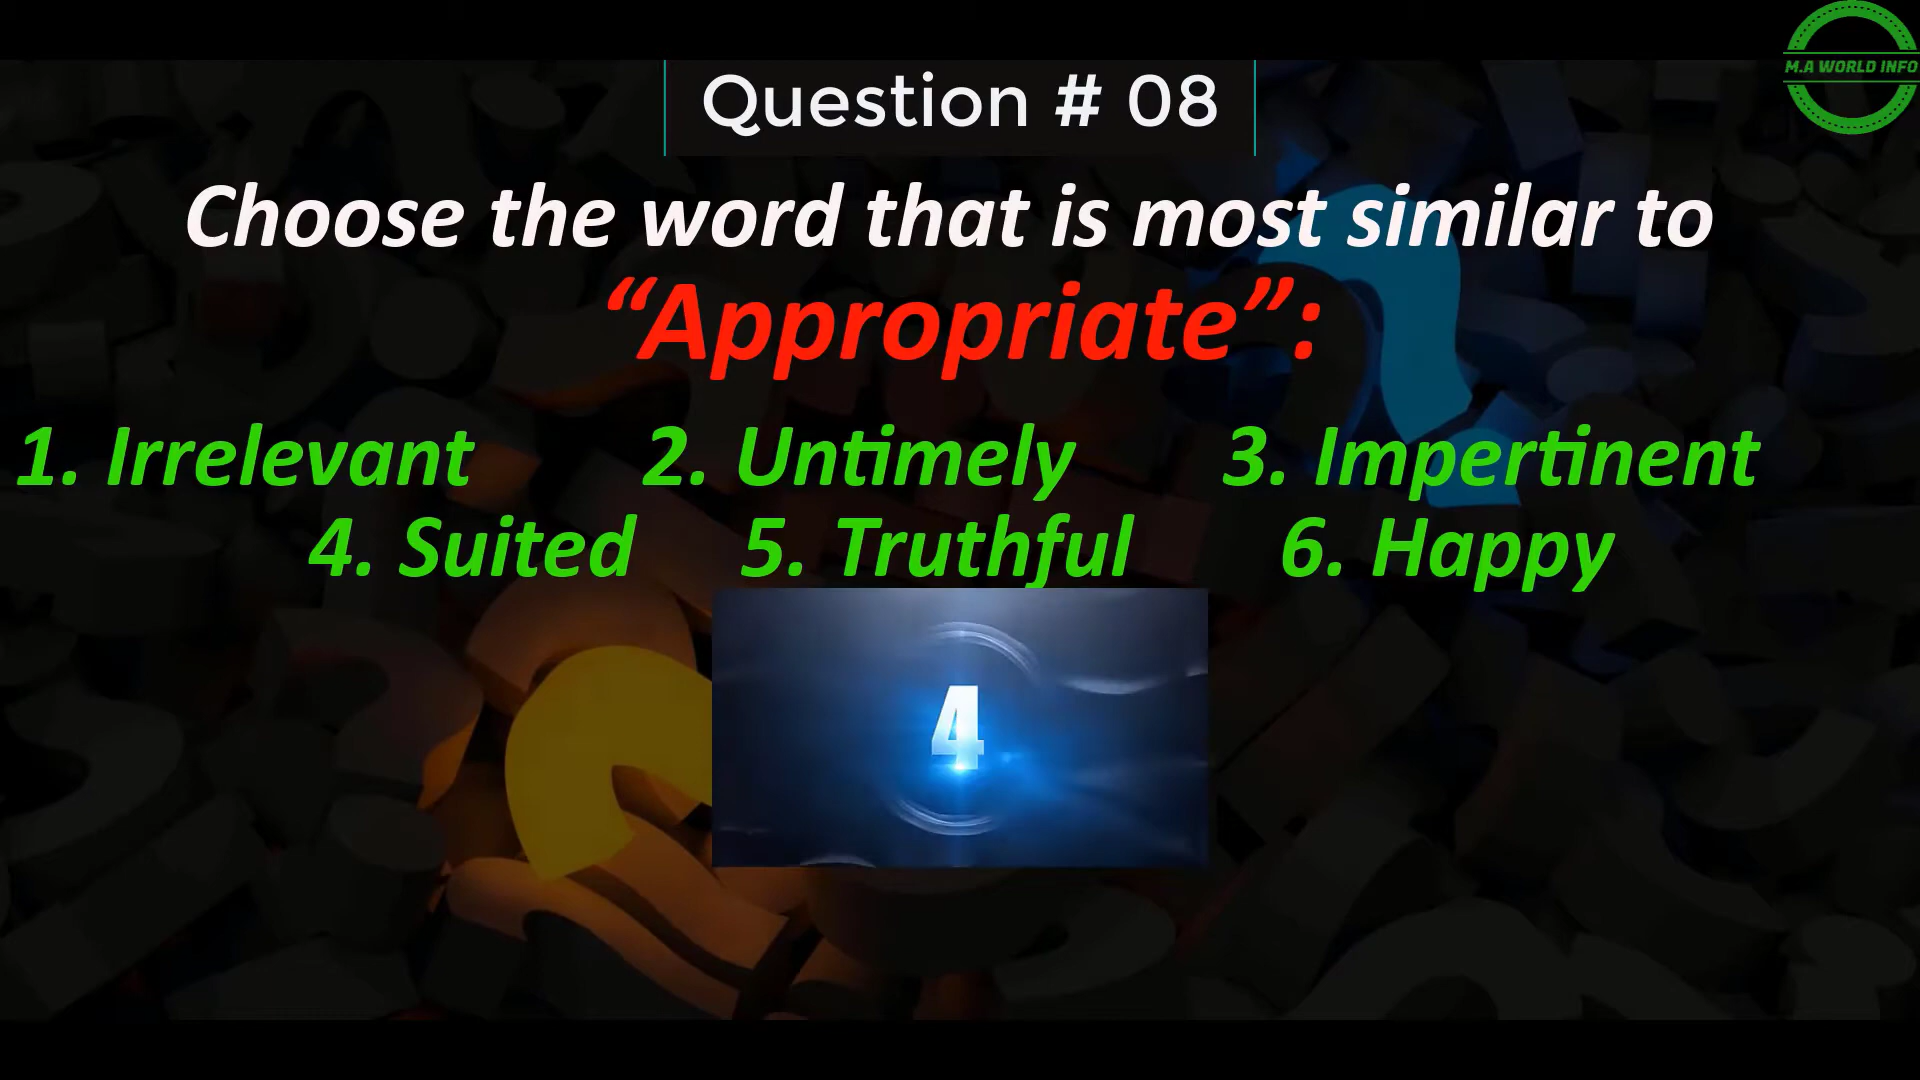 M.A WORLD INFO
Question # 08
Choose the word that is most similar to
“Appropriate”:
1. Irrelevant 2. Untimely 3. Impertinent
4. Suited 5. Truthful 6. Happy
4